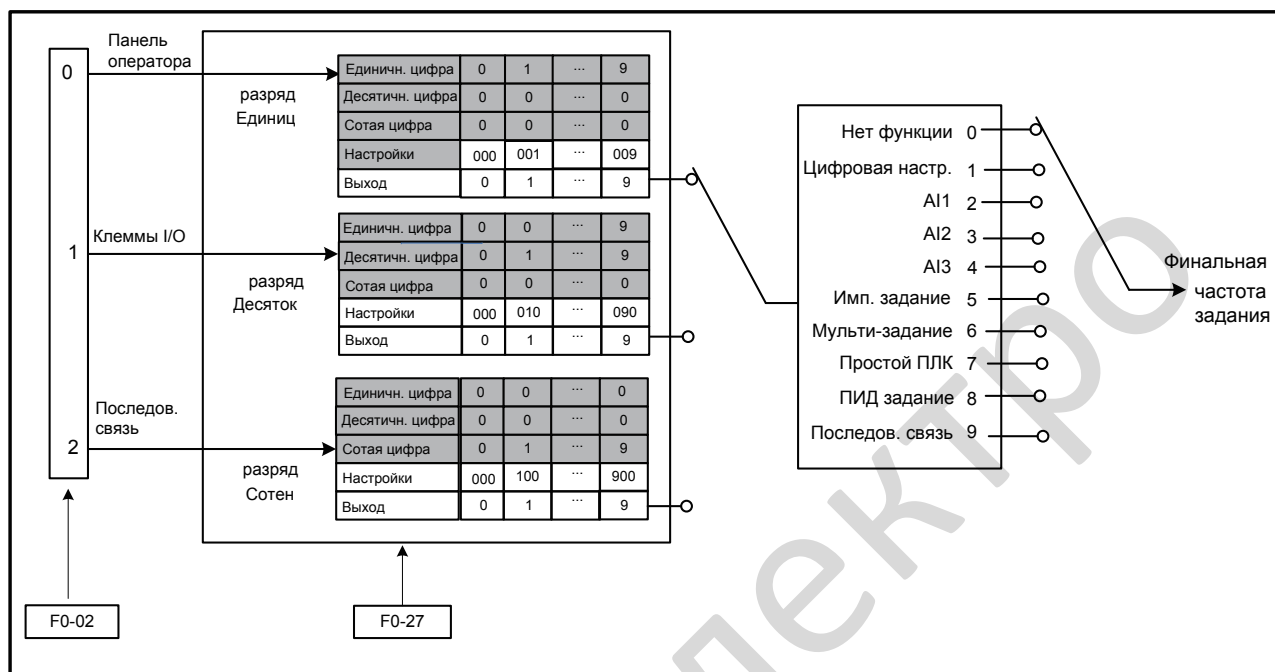 Панель
оператора
0
разряд
Единиц
Единичн. цифра 0 1 ... 9
Десятичн. цифра 0 0 ... 0
Сотая цифра 0 0 ... 0
Настройки 000 001 ... 009
Выход 0 1 ... 9
Клеммы I/O
1
разряд
Десяток
Единичн. цифра 0 0 ... 9
Десятичн. цифра 0 1 ... 9
Сотая цифра 0 0 ... 0
Настройки 000 010 ... 090
Выход 0 1 ... 9
Последов.
связь
2
разряд
Сотен
Единичн. цифра 0 0 ... 0
Десятичн. цифра 0 0 ... 0
Сотая цифра 0 1 ... 9
Настройки 000 100 ... 900
Выход 0 1 ... 9
F0-02
F0-27
Нет функции 0
Цифровая настр. 1
AI1 2
AI2 3
AI3 4
Имп. задание 5
Мульти-задание 6
Простой ПЛК 7
ПИД задание 8
Последов. связь 9
Финальная
частота
задания
лектро